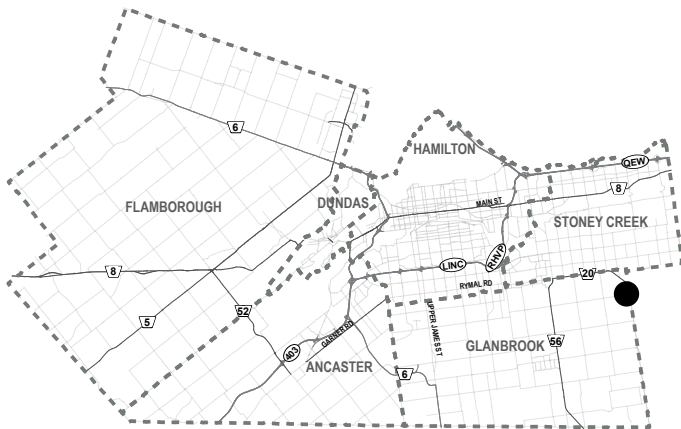 6
HAMILTON
QEW
8
FLAMBOROUGH
DUNDAS
MAIN ST
STONEY CREEK
LINC
RHVP
8
20
RYMAL RD
52
5
UPPER JAMES ST
GARNER RD
403
56
GLANBROOK
ANCASTER
6